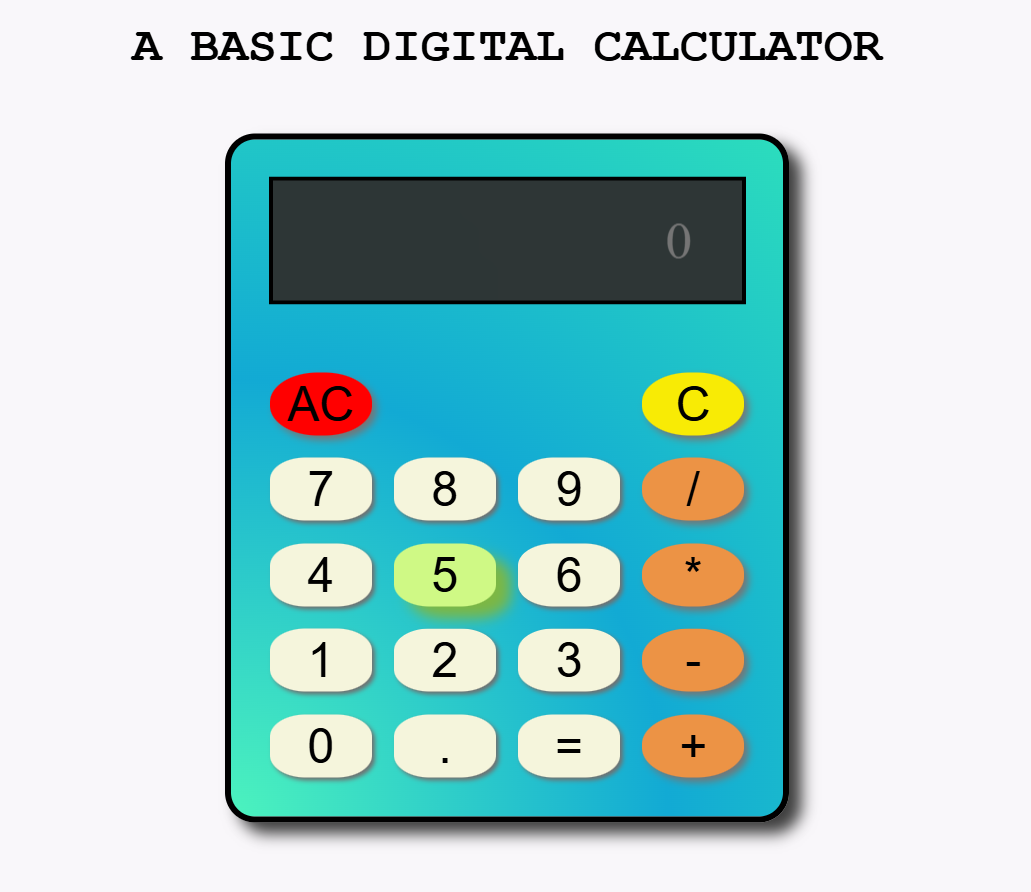 A BASIC DIGITAL CALCULATOR
0
AC C
7 8 9 /
4 5 6 *
1 2 3 -
0 . = +